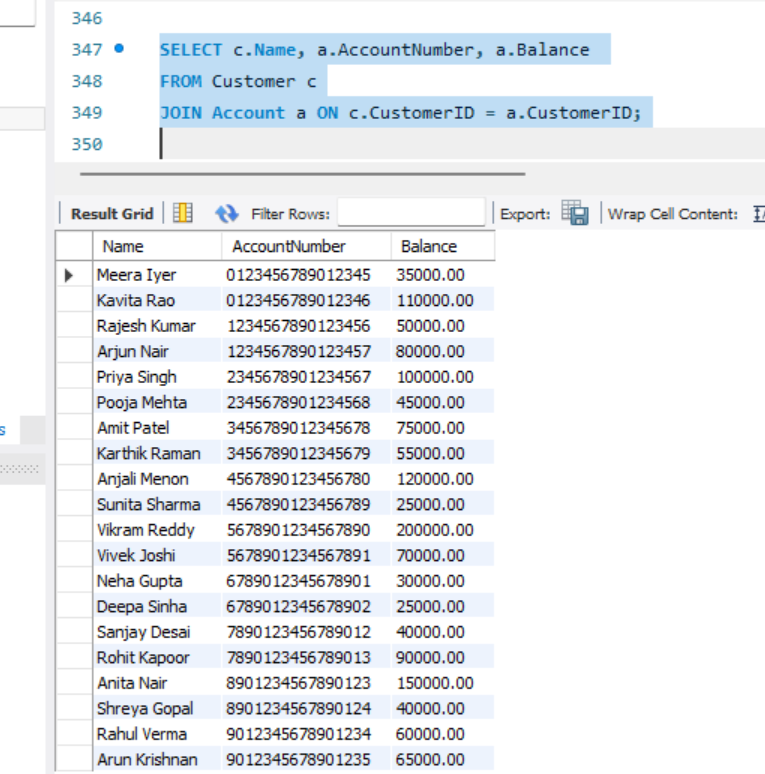 346
347 SELECT c.Name, a.AccountNumber, a.Balance
348 FROM Customer c
349 JOIN Account a ON c.CustomerID = a.CustomerID;
350
Result Grid Filter Rows: Export: Wrap Cell Content:
Name AccountNumber Balance
Meera Iyer 0123456789012345 35000.00
Kavita Rao 0123456789012346 110000.00
Rajesh Kumar 1234567890123456 50000.00
Arjun Nair 1234567890123457 80000.00
Priya Singh 2345678901234567 100000.00
Pooja Mehta 2345678901234568 45000.00
Amit Patel 3456789012345678 75000.00
Karthik Raman 3456789012345679 55000.00
Anjali Menon 4567890123456780 120000.00
s
Sunita Sharma 4567890123456789 25000.00
Vikram Reddy 5678901234567890 200000.00
Vivek Joshi 5678901234567891 70000.00
Neha Gupta 6789012345678901 30000.00
Deepa Sinha 6789012345678902 25000.00
Sanjay Desai 7890123456789012 40000.00
Rohit Kapoor 7890123456789013 90000.00
Anita Nair 8901234567890123 150000.00
Shreya Gopal 8901234567890124 40000.00
Rahul Verma 9012345678901234 60000.00
Arun Krishnan 9012345678901235 65000.00